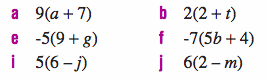 a 9(a + 7) b 2(2 + t)
e -5(9 + g) f -7(5b + 4)
i 5(6 – j) j 6(2 – m)